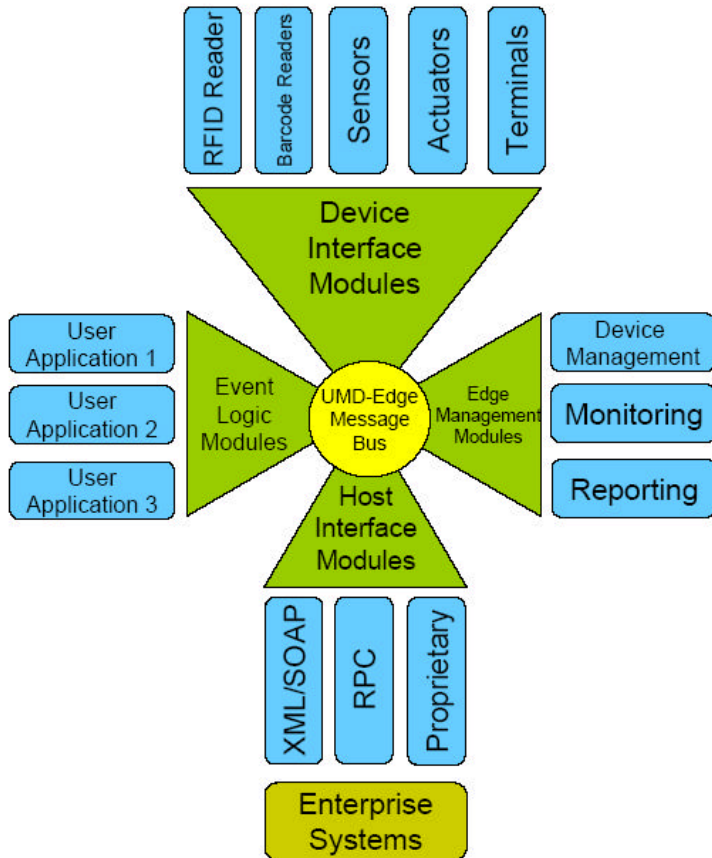 RFID Reader
Barcode Readers
Sensors
Actuators
Terminals
Device
Interface
Modules
User
Application 1
User
Application 2
User
Application 3
Event
Logic
Modules
UMD-Edge
Message
Bus
Edge
Management
Modules
Device
Management
Monitoring
Reporting
Host
Interface
Modules
XML/SOAP
RPC
Proprietary
Enterprise
Systems